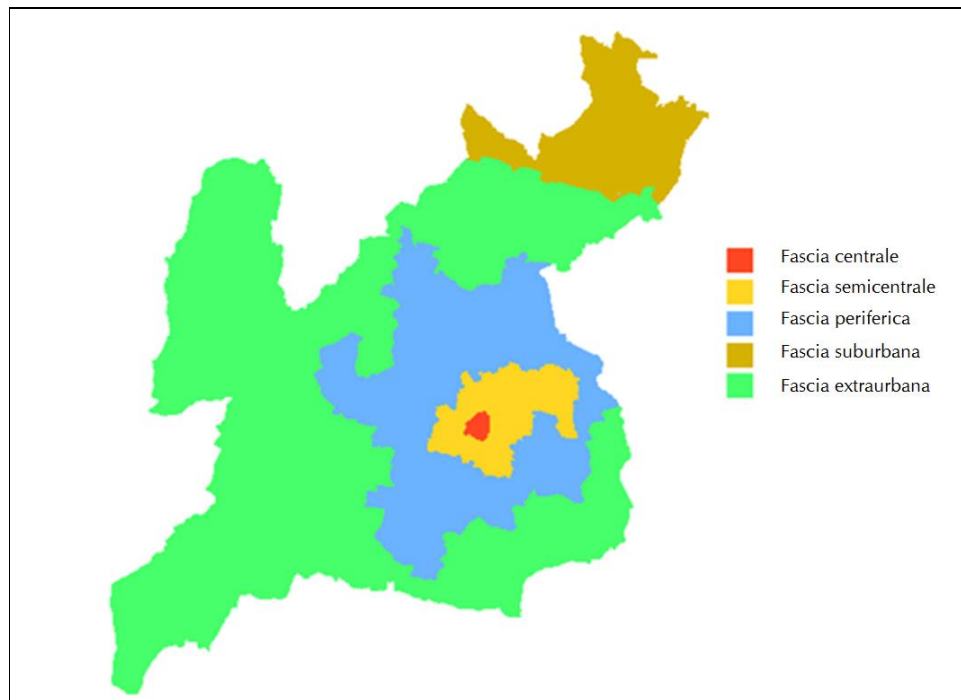 Fascia centrale
Fascia semicentrale
Fascia periferica
Fascia suburbana
Fascia extraurbana